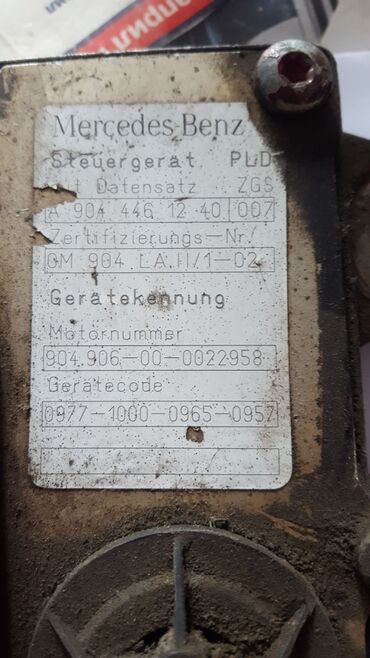 Mercedes-Benz
Steuergerät PLD
Datensatz ZGS
A 904 446 12 40 007
Zertifizierungs-Nr.
OM 904 LA.II/1-02
Gerätekennung
Motornummer
904.906-00-0022958
Gerätecode
0977-1000-0965-0957